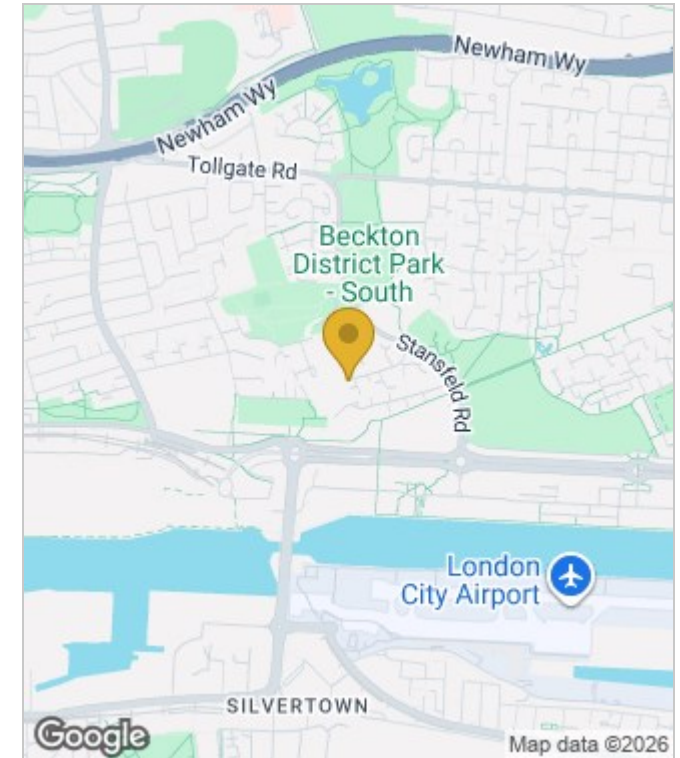 Newham Wy
Newham Wy
Tollgate Rd
Beckton
District Park
- South
Stansfeld Rd
London
City Airport
SILVERTOWN
Google
Map data ©2026